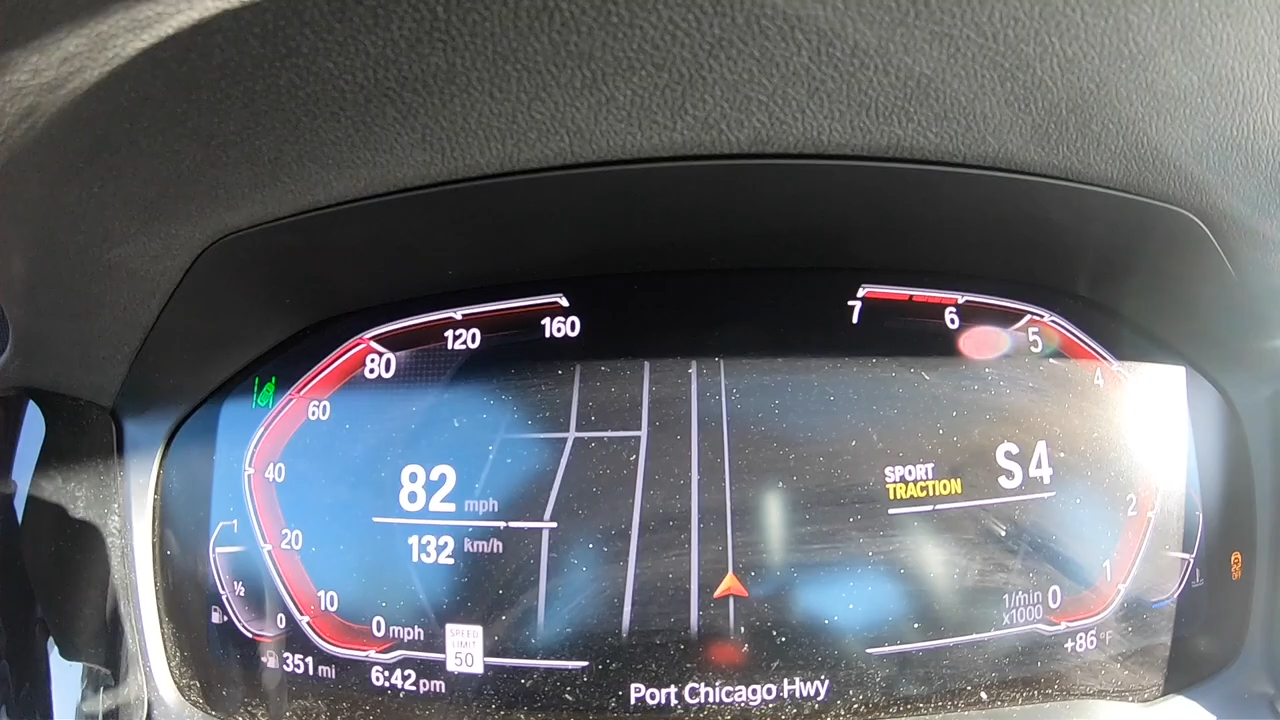 160
120
80
60
40
20
10
0 mph
82 mph
132 km/h
1
½
0
351 mi
6:42 pm
SPEED
LIMIT
50
Port Chicago Hwy
7
6
5
4
2
1
0
SPORT
TRACTION
S4
1/min
x1000
+86 °F
OFF